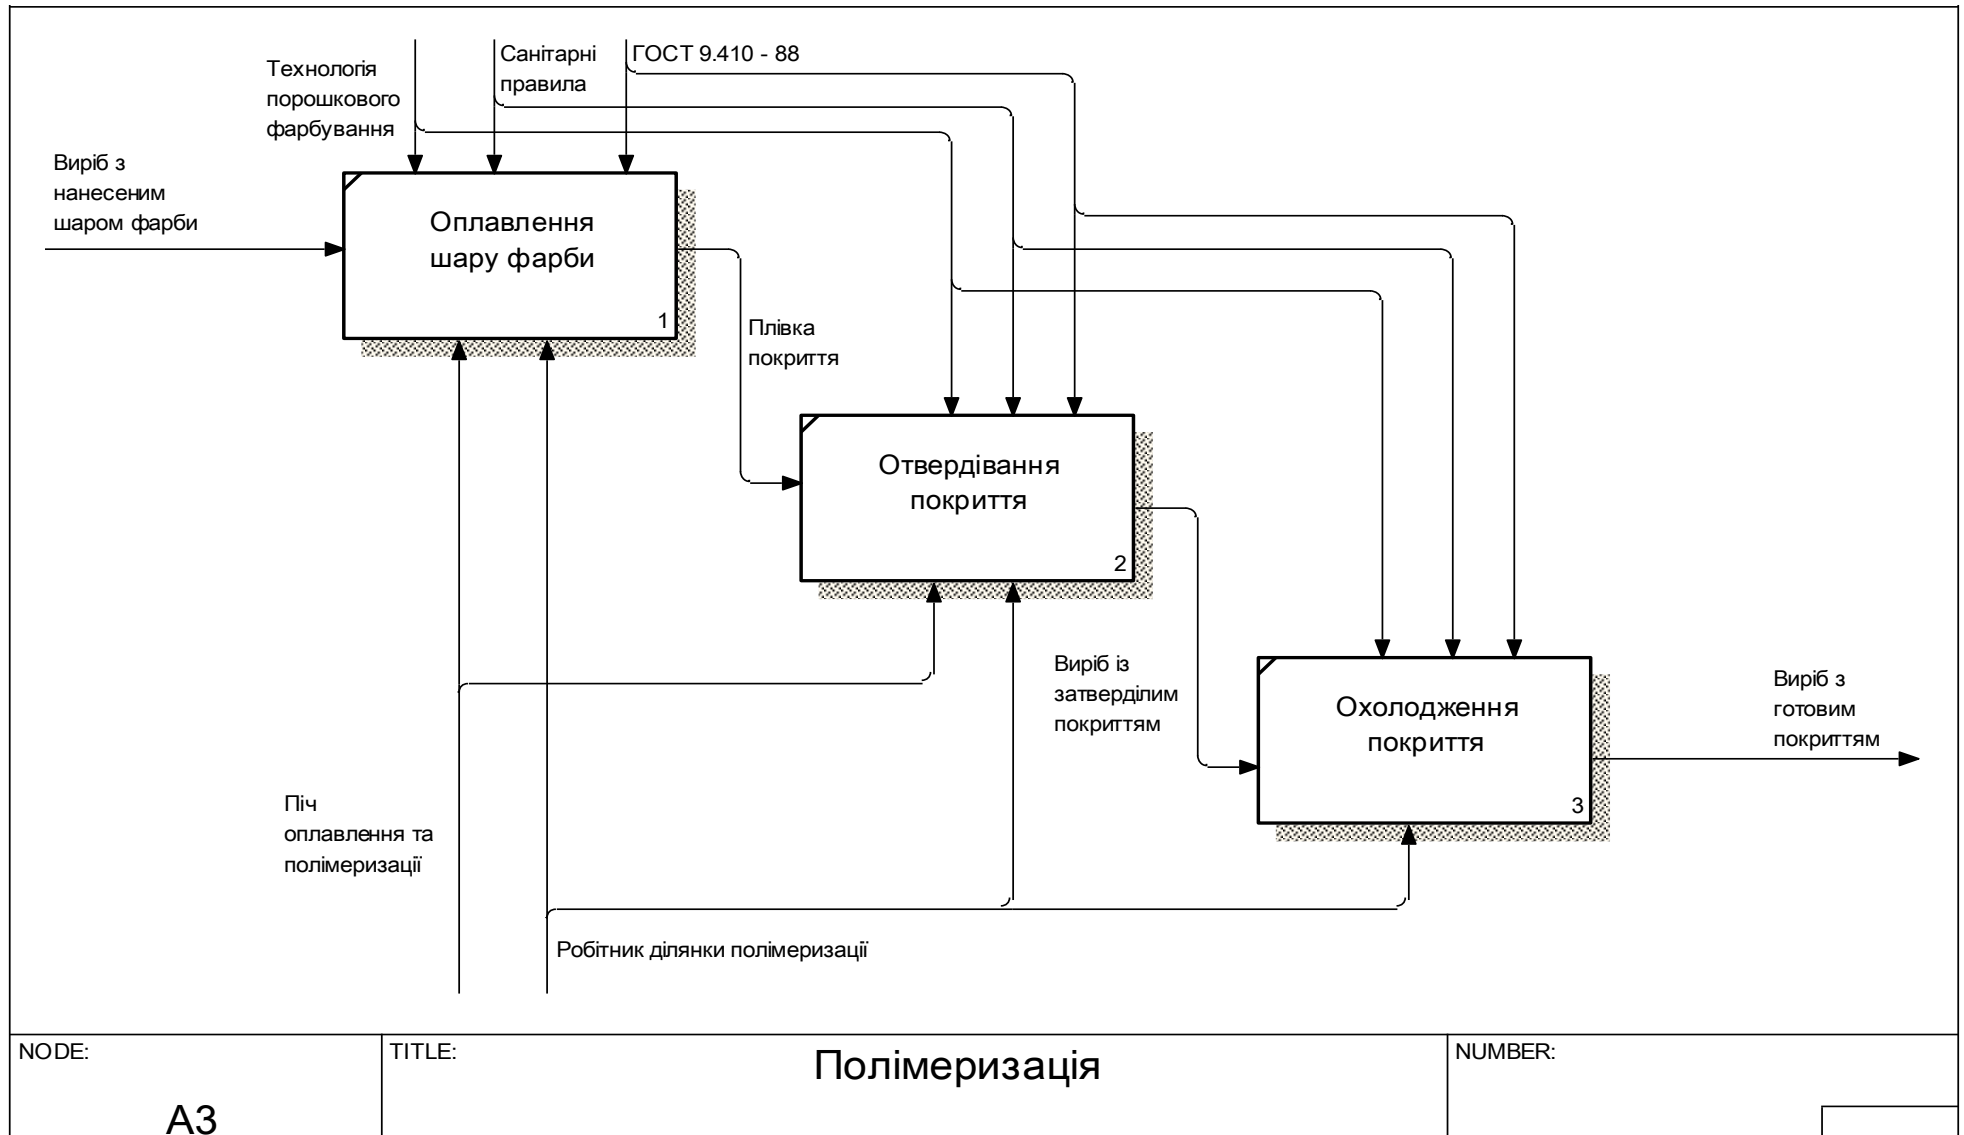 Технологія
порошкового
фарбування
Санітарні
правила
ГОСТ 9.410 - 88
Виріб з
нанесеним
шаром фарби
Оплавлення
шару фарби
1
Плівка
покриття
Отвердівання
покриття
2
Виріб із
затверділим
покриттям
Охолодження
покриття
3
Виріб з
готовим
покриттям
Піч
оплавлення та
полімеризації
Робітник ділянки полімеризації
NODE:
A3
TITLE:
Полімеризація
NUMBER: